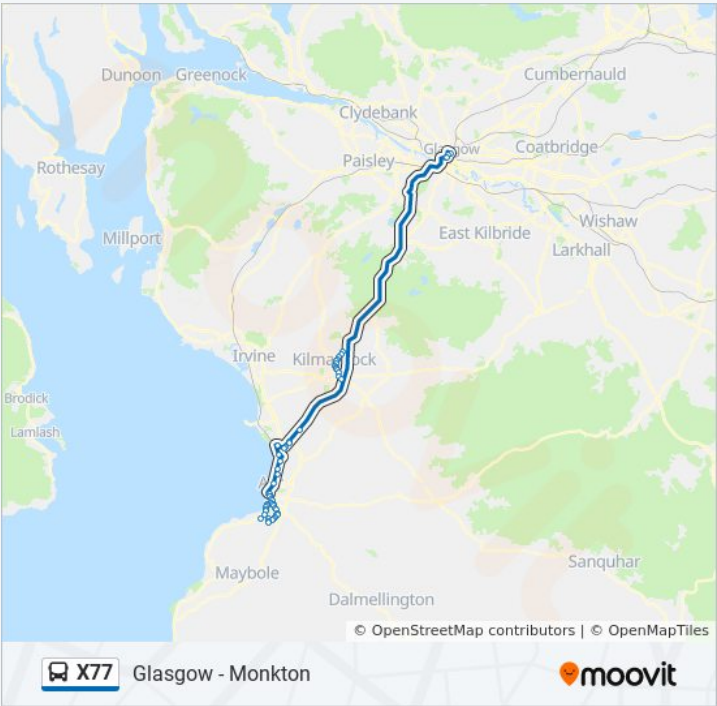 Cumbernauld
Dunoon Greenock
Clydebank
Glasgow
Coatbridge
Paisley
Rothesay
Wishaw
East Kilbride
Millport
Larkhall
Irvine
Brodick
Lamlash
Sanquhar
Maybole
Dalmellington
© OpenStreetMap contributors | © OpenMapTiles
X77 Glasgow - Monkton
moovit